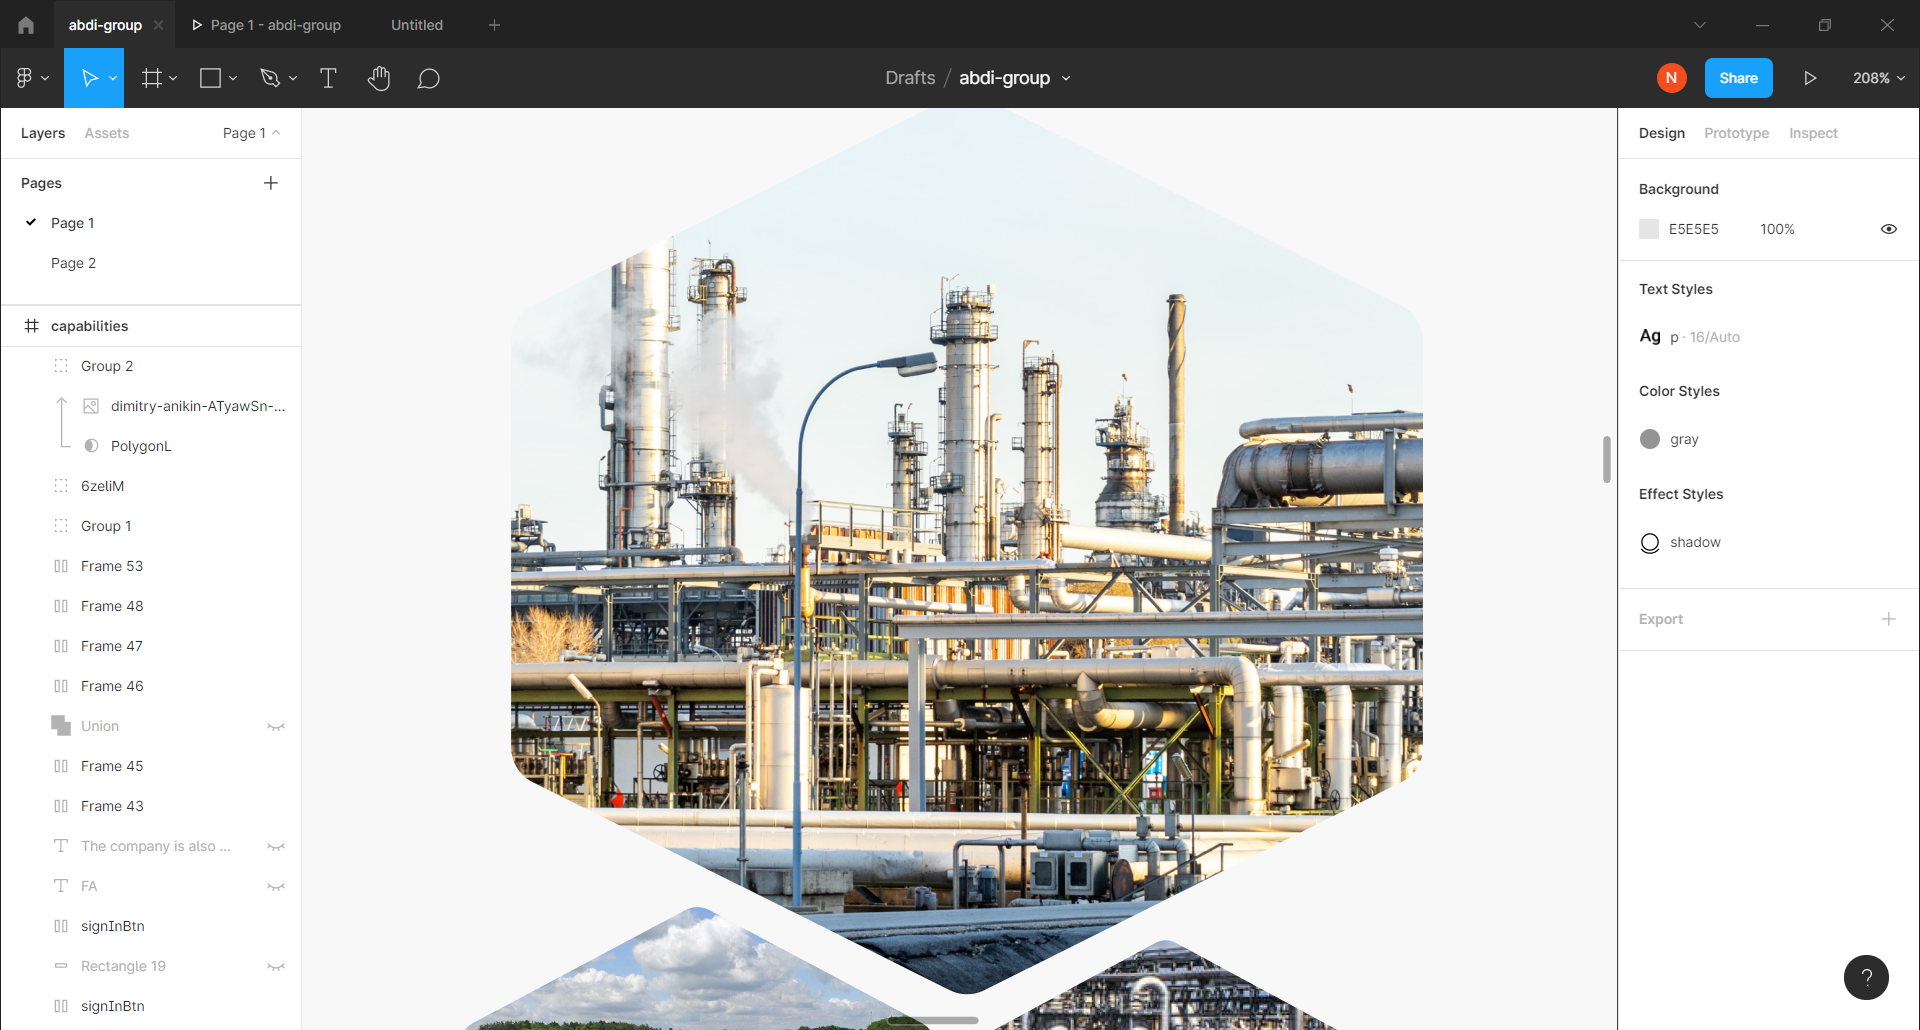 abdi-group
Page 1 - abdi-group
Untitled
Drafts / abdi-group
N
Share
208%
Layers
Assets
Page 1
Pages
Page 1
Page 2
capabilities
Group 2
dimitry-anikin-ATyawSn-...
PolygonL
6zeliM
Group 1
Frame 53
Frame 48
Frame 47
Frame 46
Union
Frame 45
Frame 43
The company is also ...
FA
signInBtn
Rectangle 19
signInBtn
Design
Prototype
Inspect
Background
E5E5E5
100%
Text Styles
Ag p · 16/Auto
Color Styles
gray
Effect Styles
shadow
Export
?